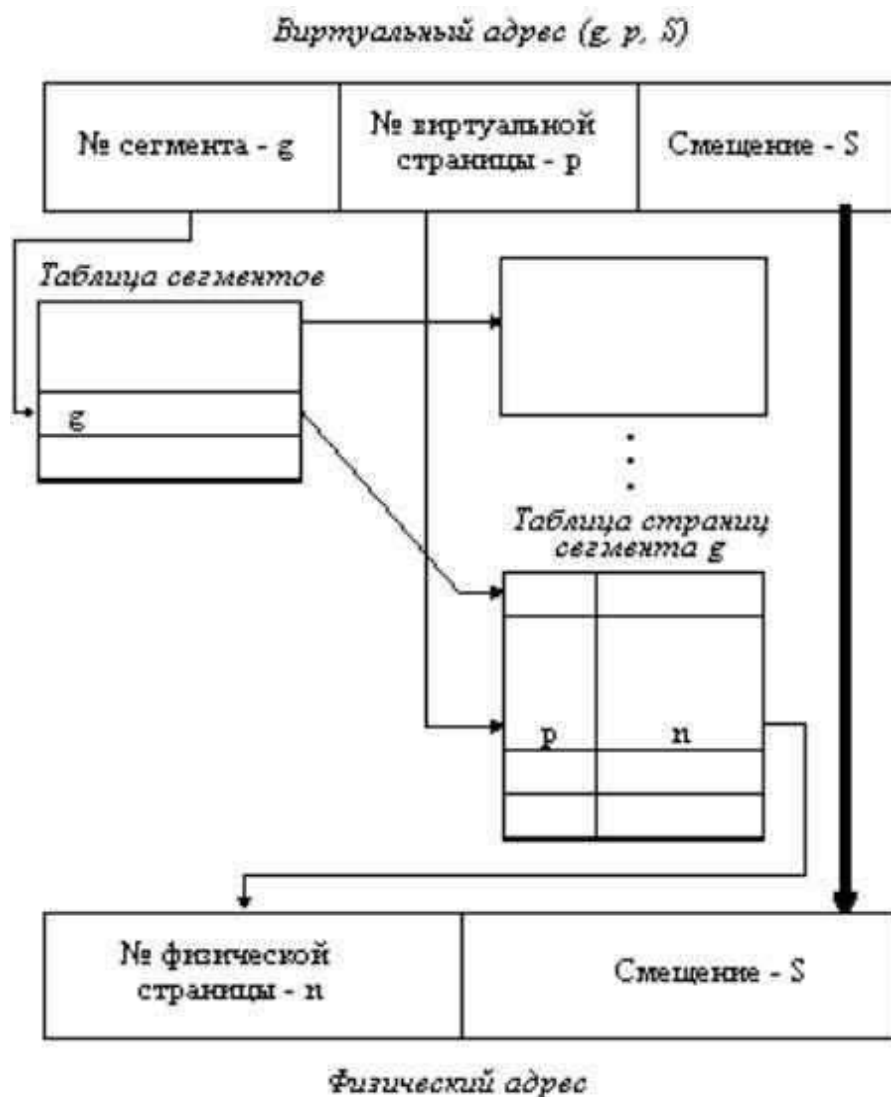 Виртуальный адрес (g, p, S)
№ сегмента - g
№ виртуальной
страницы - p
Смещение - S
Таблица сегментов
g
Таблица страниц
сегмента g
p
n
№ физической
страницы - n
Смещение - S
Физический адрес